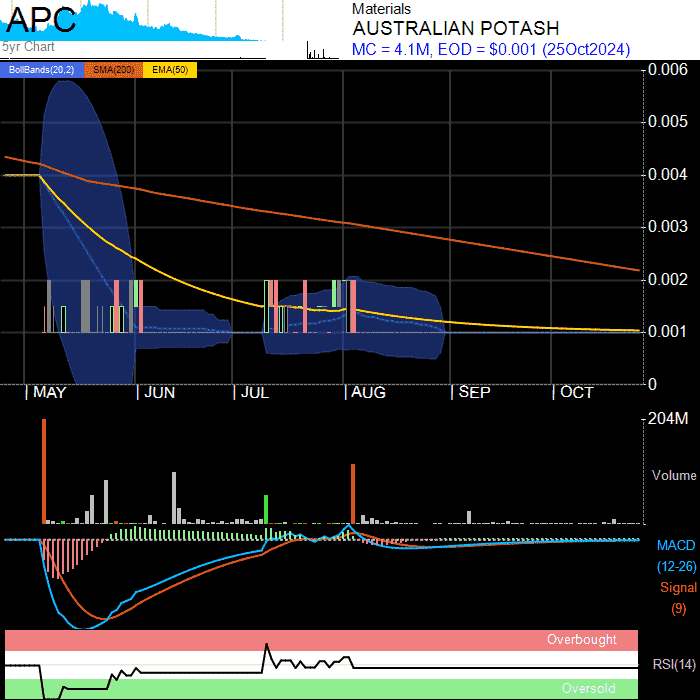 APC
5yr Chart
Materials
AUSTRALIAN POTASH
MC = 4.1M, EOD = $0.001 (25Oct2024)
BollBands(20,2) SMA(200) EMA(50)
0.006
0.005
0.004
0.003
0.002
0.001
0
MAY JUN JUL AUG SEP OCT
204M
Volume
MACD
(12-26)
Signal
(9)
Overbought
RSI(14)
Oversold